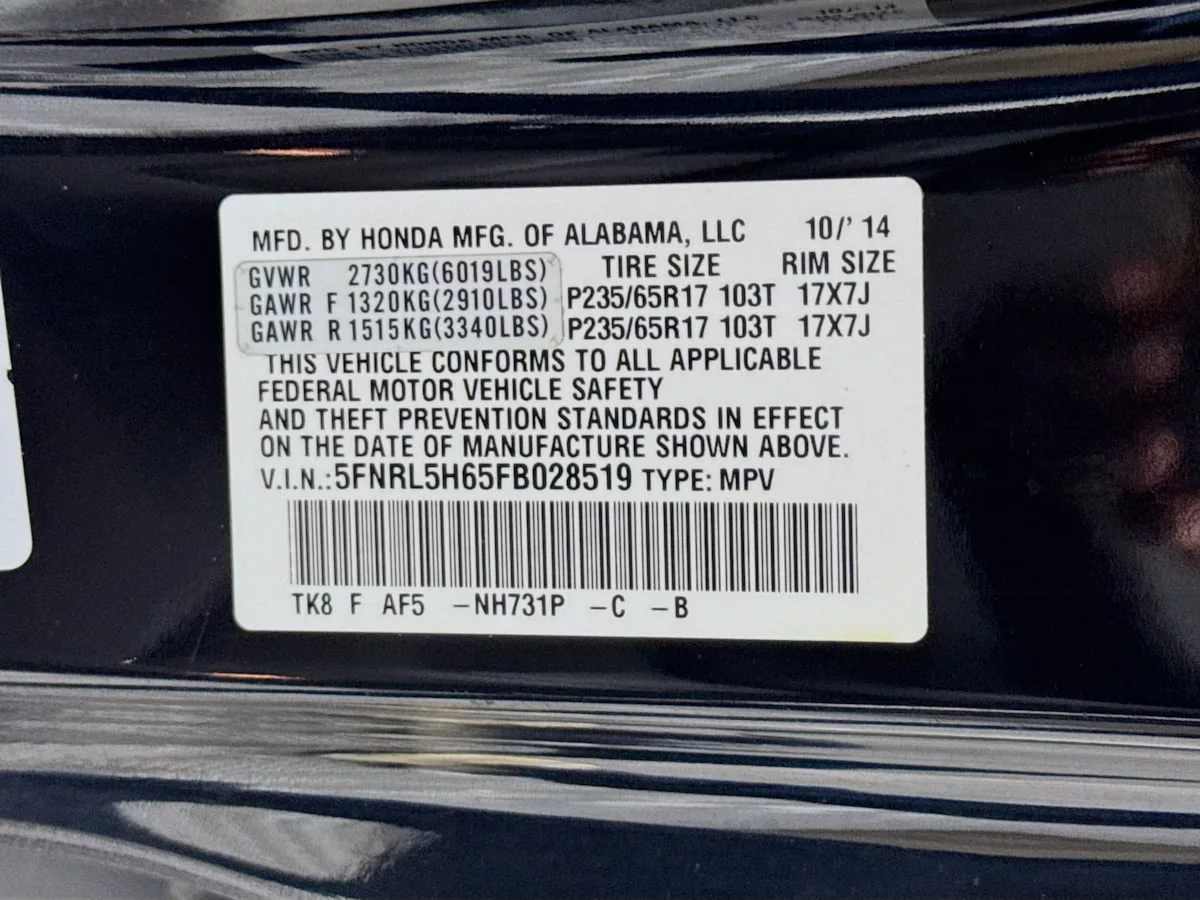 MFD. BY HONDA MFG. OF ALABAMA, LLC 10/' 14
GVWR 2730KG(6019LBS) TIRE SIZE RIM SIZE
GAWR F 1320KG(2910LBS) P235/65R17 103T 17X7J
GAWR R 1515KG(3340LBS) P235/65R17 103T 17X7J
THIS VEHICLE CONFORMS TO ALL APPLICABLE
FEDERAL MOTOR VEHICLE SAFETY
AND THEFT PREVENTION STANDARDS IN EFFECT
ON THE DATE OF MANUFACTURE SHOWN ABOVE.
V.I.N.:5FNRL5H65FB028519 TYPE: MPV
TK8 F AF5 –NH731P –C –B